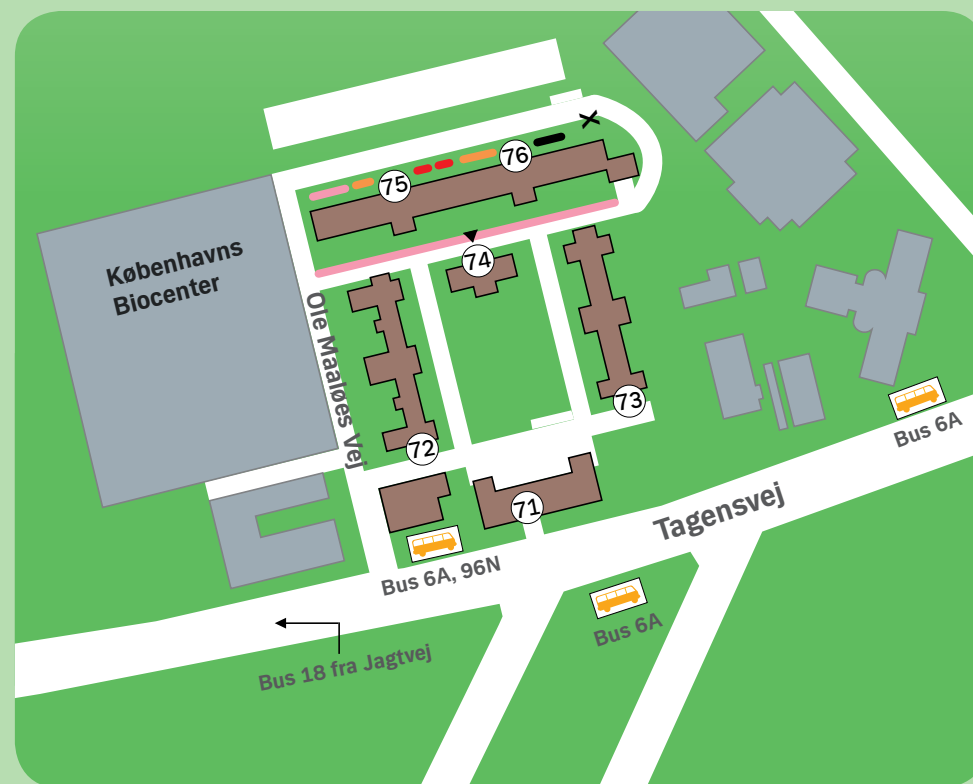 76
75
Københavns
Biocenter
74
Ole Maaløes Vej
73
Bus 6A
72
71
Tagensvej
Bus 6A, 96N
Bus 6A
Bus 18 fra Jagtvej